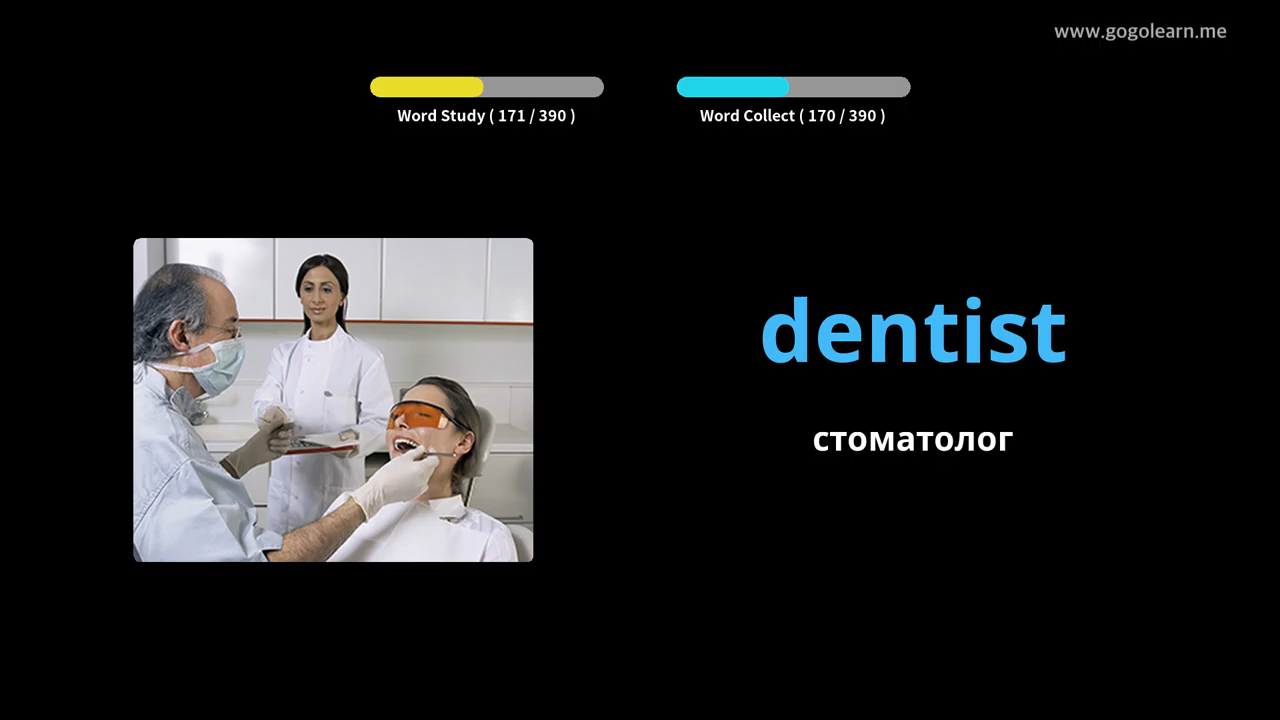 www.gogolearn.me
Word Study ( 171 / 390 )
Word Collect ( 170 / 390 )
dentist
стоматолог